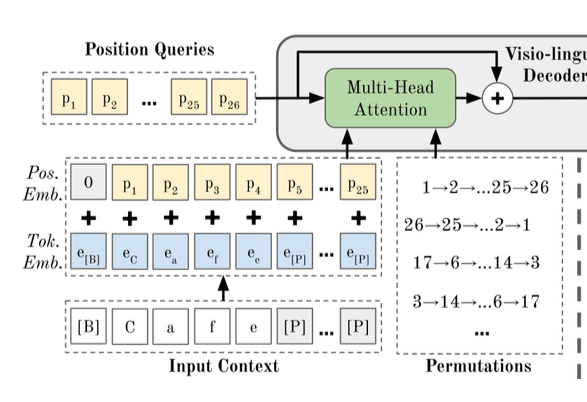 Position Queries
Visio-lingu
Decoder
p1 p2 ... p25 p26
Multi-Head
Attention
+
Pos.
Emb.
0 p1 p2 p3 p4 p5 ... p25
+ + + + + + +
Tok.
Emb.
e[B] eC ea ef ee e[P] ... e[P]
[B] C a f e [P] ... [P]
Input Context
1→2→...25→26
26→25→...2→1
17→6→...14→3
3→14→...6→17
...
Permutations